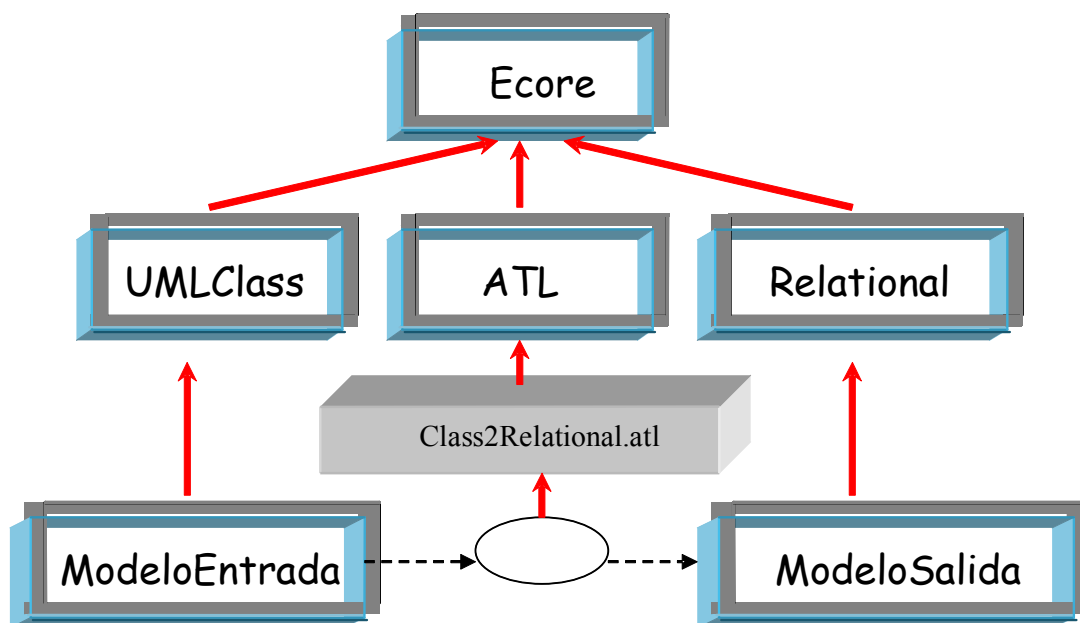 Ecore
UMLClass
ATL
Relational
Class2Relational.atl
ModeloEntrada
ModeloSalida